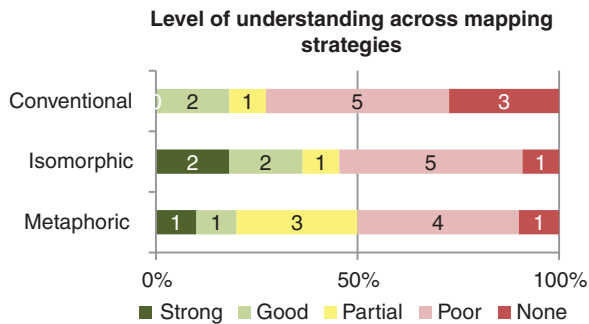 Level of understanding across mapping
strategies
Conventional 0 2 1 5 3
Isomorphic 2 2 1 5 1
Metaphoric 1 1 3 4 1
0% 50% 100%
Strong Good Partial Poor None